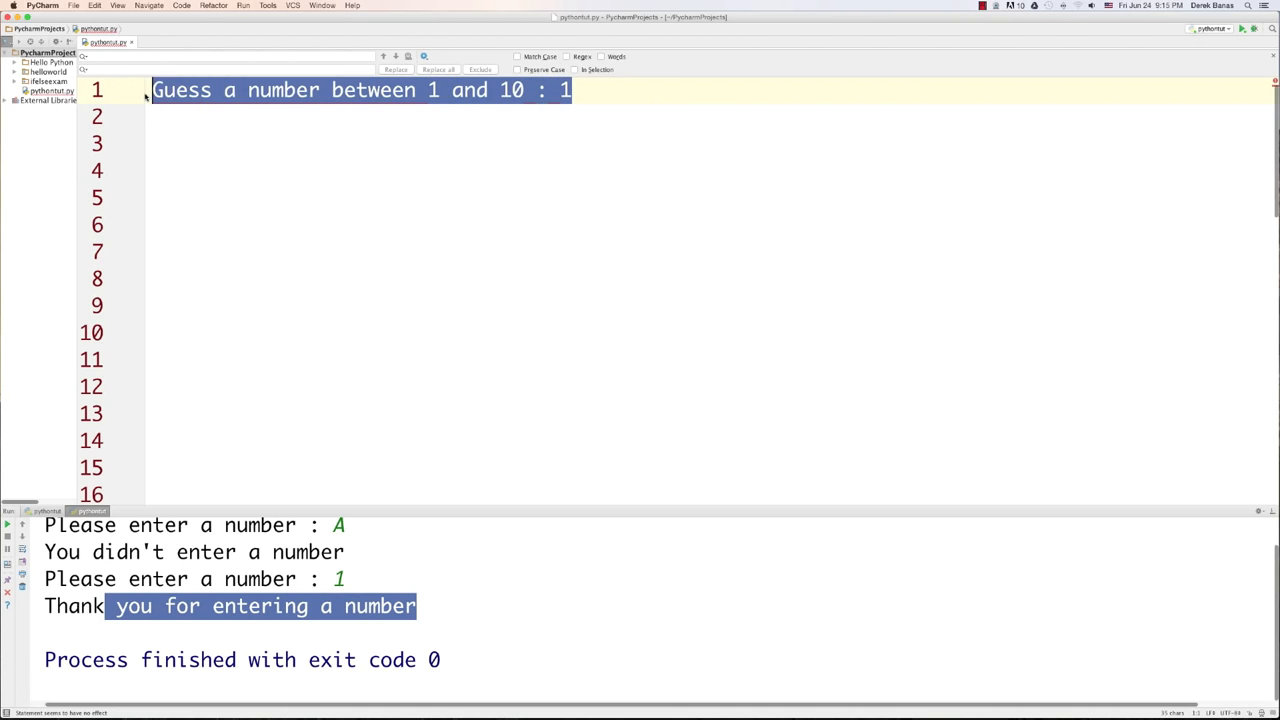 PyCharm File Edit View Navigate Code Refactor Run Tools VCS Window Help 10 Fri Jun 24 9:15 PM Derek Banas
pythontut.py - PycharmProjects - [~/PycharmProjects]
PycharmProjects pythontut.py pythontut
pythontut.py ×
PycharmProject
Hello Python
helloworld
ifelseexam
pythontut.py
External Librarie
Match Case Regex Words
Replace Replace all Exclude Preserve Case In Selection
1 Guess a number between 1 and 10 : 1
2
3
4
5
6
7
8
9
10
11
12
13
14
15
16
Run: pythontut pythontut
Please enter a number : A
You didn't enter a number
Please enter a number : 1
Thank you for entering a number
Process finished with exit code 0
Statement seems to have no effect 35 chars 1:1 LF÷ UTF-8÷